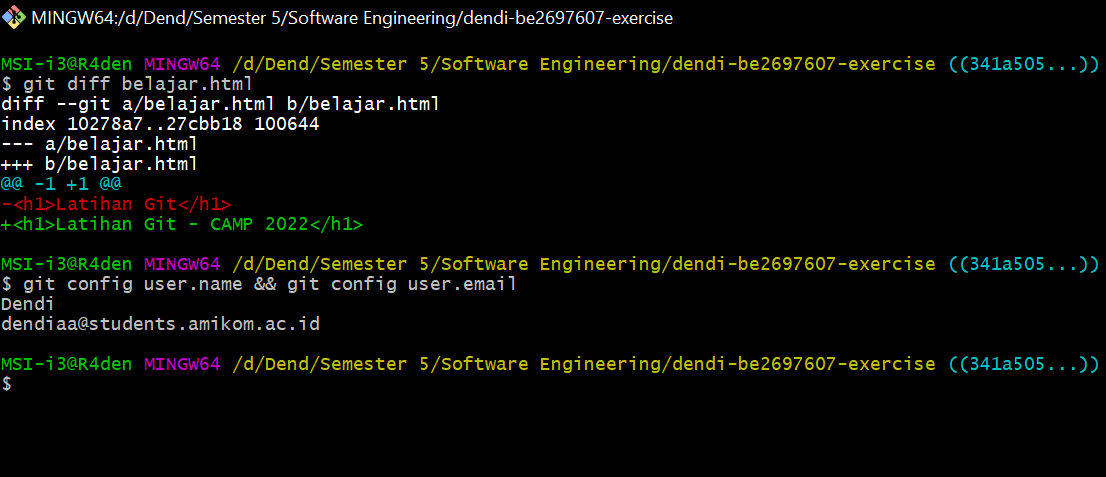 MINGW64:/d/Dend/Semester 5/Software Engineering/dendi-be2697607-exercise
MSI-i3@R4den MINGW64 /d/Dend/Semester 5/Software Engineering/dendi-be2697607-exercise ((341a505...))
$ git diff belajar.html
diff --git a/belajar.html b/belajar.html
index 10278a7..27cbb18 100644
--- a/belajar.html
+++ b/belajar.html
@@ -1 +1 @@
-<h1>Latihan Git</h1>
+<h1>Latihan Git - CAMP 2022</h1>
MSI-i3@R4den MINGW64 /d/Dend/Semester 5/Software Engineering/dendi-be2697607-exercise ((341a505...))
$ git config user.name && git config user.email
Dendi
dendiaa@students.amikom.ac.id
MSI-i3@R4den MINGW64 /d/Dend/Semester 5/Software Engineering/dendi-be2697607-exercise ((341a505...))
$